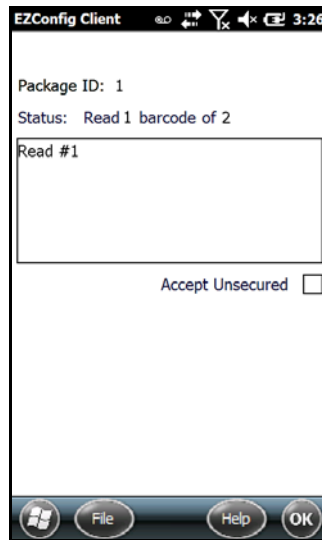 EZConfig Client 3:26
Package ID: 1
Status: Read 1 barcode of 2
Read #1
Accept Unsecured
File Help OK